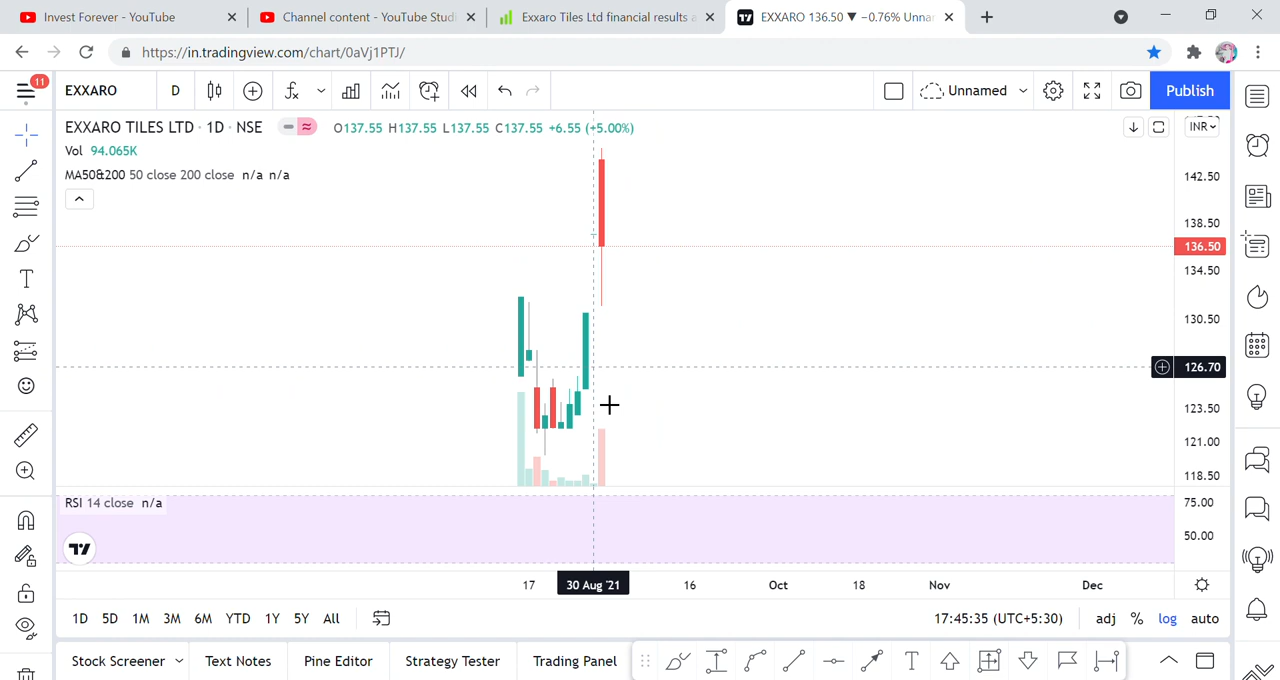 Invest Forever - YouTube
Channel content - YouTube Studi
Exxaro Tiles Ltd financial results a
EXXARO 136.50 ▼ −0.76% Unna
https://in.tradingview.com/chart/0aVj1PTJ/
11
EXXARO
D
Unnamed
Publish
EXXARO TILES LTD · 1D · NSE
O137.55 H137.55 L137.55 C137.55 +6.55 (+5.00%)
INR
Vol 94.065K
MA50&200 50 close 200 close n/a n/a
142.50
138.50
136.50
134.50
130.50
126.70
123.50
121.00
118.50
RSI 14 close n/a
75.00
50.00
17
30 Aug '21
16
Oct
18
Nov
Dec
1D 5D 1M 3M 6M YTD 1Y 5Y All
17:45:35 (UTC+5:30)
adj % log auto
Stock Screener
Text Notes
Pine Editor
Strategy Tester
Trading Panel